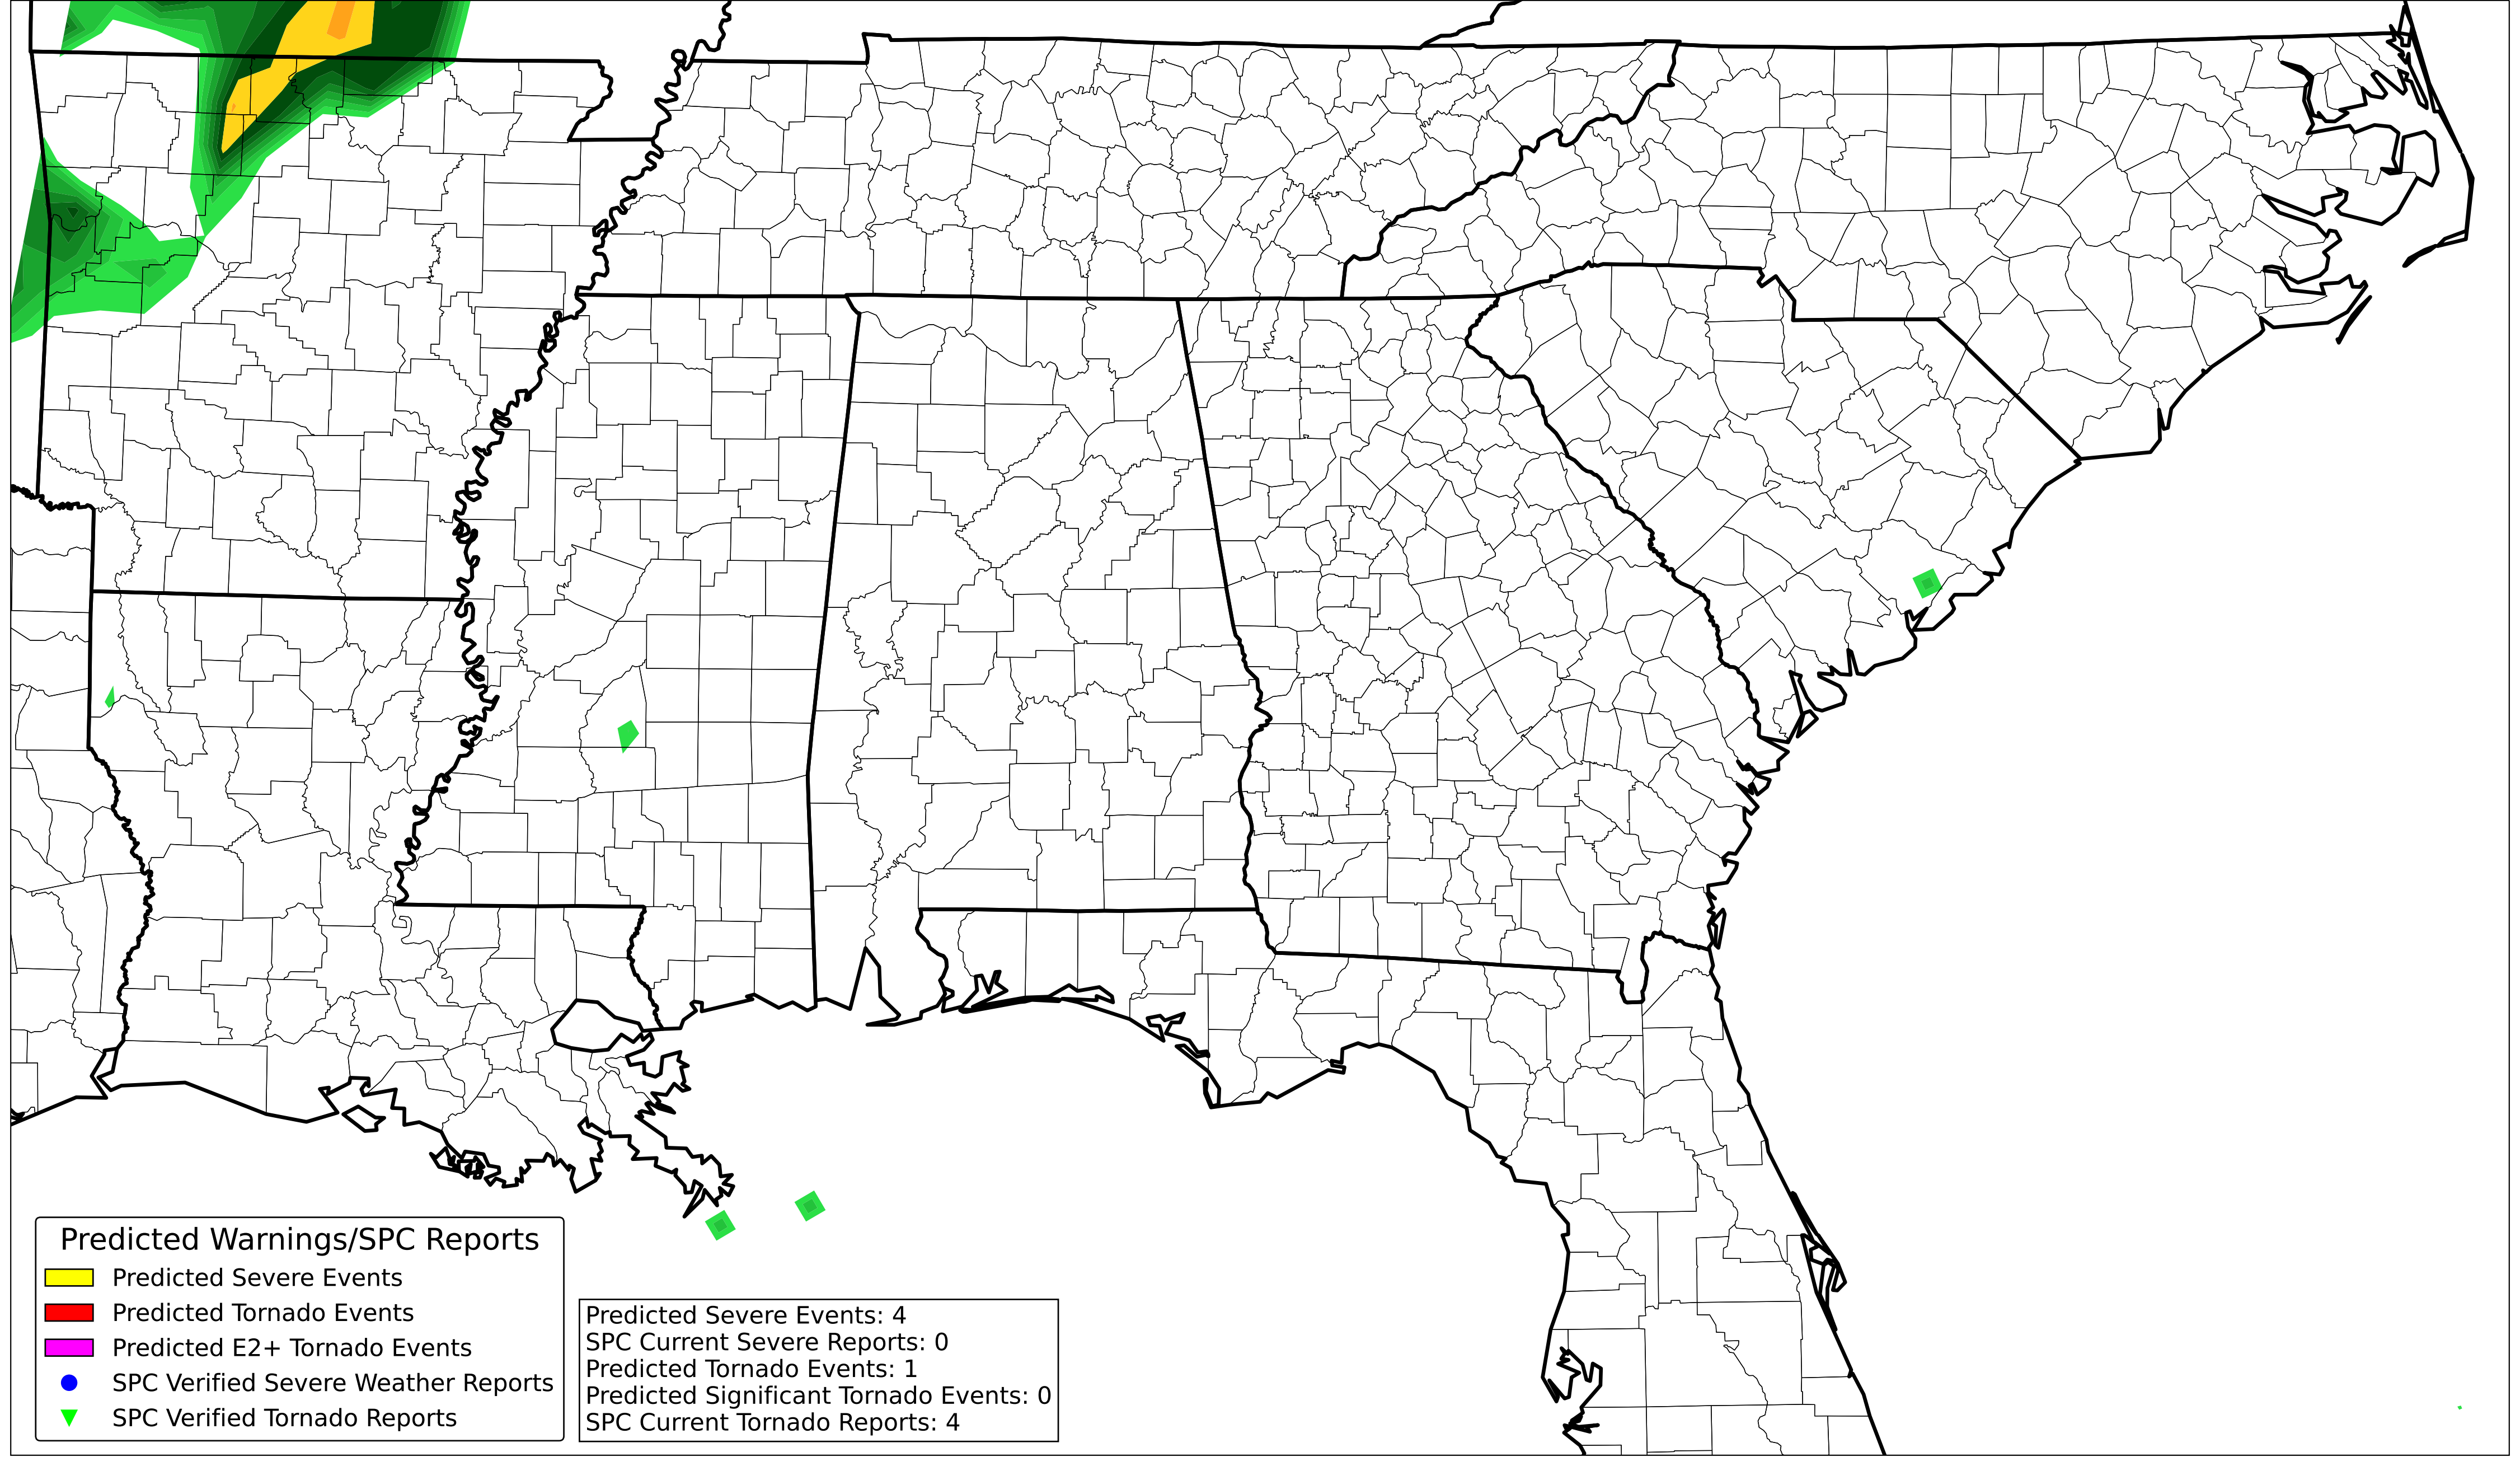 Predicted Warnings/SPC Reports
Predicted Severe Events
Predicted Tornado Events
Predicted E2+ Tornado Events
SPC Verified Severe Weather Reports
SPC Verified Tornado Reports
Predicted Severe Events: 4
SPC Current Severe Reports: 0
Predicted Tornado Events: 1
Predicted Significant Tornado Events: 0
SPC Current Tornado Reports: 4